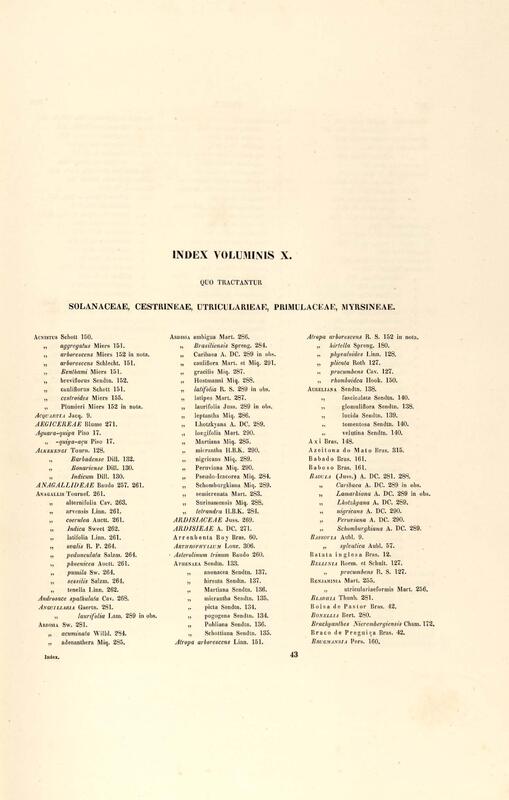 INDEX VOLUMINIS X.
QUO TRACTANTUR
SOLANACEAE, CESTRINEAE, UTRICULARIEAE, PRIMULACEAE, MYRSINEAE.
Acnistus Schott 150.
„ aggregatus Miers 151.
„ arborescens Miers 152 in nota.
„ arborescens Schlecht. 151.
„ Benthami Miers 151.
„ breviflorus Sendtn. 152.
„ cauliflorus Schott 151.
„ cestroides Miers 155.
„ Plumieri Miers 152 in nota.
ACQUARTIA Jacq. 9.
AEGICEREAE Blume 271.
Aguara-quiga Piso 17.
„ -quiya-açu Piso 17.
Alkekengi Tourn. 128.
„ Barbadense Dill. 132.
„ Bonariense Dill. 130.
„ Indicum Dill. 130.
ANAGALLIDEAE Baudo 257. 261.
Anagallis Tournef. 261.
„ alternifolia Cav. 263.
„ arvensis Linn. 261.
„ coerulea Auctt. 261.
„ Indica Sweet 262.
„ latifolia Linn. 261.
„ ovalis R. P. 264.
„ pedunculata Salzm. 264.
„ phoenicea Auctt. 261.
„ pumila Sw. 264.
„ sessilis Salzm. 264.
„ tenella Linn. 262.
Androsace spathulata Cav. 268.
Anguillaria Gaertn. 281.
„ laurifolia Lam. 289 in obs.
Ardisia Sw. 281.
„ acuminata Willd. 284.
„ adenanthera Miq. 285.
Ardisia ambigua Mart. 286.
„ Brasiliensis Spreng. 284.
„ Caribaea A. DC. 289 in obs.
„ cauliflora Mart. et Miq. 291.
„ gracilis Miq. 287.
„ Hostmanni Miq. 288.
„ latifolia R. S. 289 in obs.
„ latipes Mart. 287.
„ laurifolia Juss. 289 in obs.
„ leptantha Miq. 286.
„ Lhotzkyana A. DC. 289.
„ longifolia Mart. 290.
„ Martiana Miq. 285.
„ micrantha H.B.K. 290.
„ nigricans Miq. 289.
„ Peruviana Miq. 290.
„ Pseudo-Icacorea Miq. 284.
„ Schomburgkiana Miq. 289.
„ semicrenata Mart. 283.
„ Surinamensis Miq. 288.
„ tetrandra H.B.K. 284.
ARDISIACEAE Juss. 269.
ARDISIEAE A. DC. 271.
Arrenbenta Boy Bras. 60.
Arthrophyllum Lour. 306.
Asterolinum trimum Baudo 260.
Athenaea Sendtn. 133.
„ anonacea Sendtn. 137.
„ hirsuta Sendtn. 137.
„ Martiana Sendtn. 136.
„ micrantha Sendtn. 135.
„ picta Sendtn. 134.
„ pogogena Sendtn. 134.
„ Pohliana Sendtn. 136.
„ Schottiana Sendtn. 135.
Atropa arborescens Linn. 151.
Atropa arborescens R. S. 152 in nota.
„ hirtella Spreng. 180.
„ physaloides Linn. 128.
„ plicata Roth 127.
„ procumbens Cav. 127.
„ rhomboidea Hook. 150.
Aureliana Sendtn. 138.
„ fasciculata Sendtn. 140.
„ glomuliflora Sendtn. 138.
„ lucida Sendtn. 139.
„ tomentosa Sendtn. 140.
„ velutina Sendtn. 140.
Axi Bras. 148.
Azeitona do Mato Bras. 315.
Babado Bras. 161.
Baboso Bras. 161.
Badula (Juss.) A. DC. 281. 288.
„ Caribaea A. DC. 289 in obs.
„ Lamarkiana A. DC. 289 in obs.
„ Lhotzkyana A. DC. 289.
„ nigricans A. DC. 290.
„ Peruviana A. DC. 290.
„ Schomburghiana A. DC. 289.
Bassovia Aubl. 9.
„ sylvatica Aubl. 57.
Batata inglesa Bras. 12.
Bellinia Roem. et Schult. 127.
„ procumbens R. S. 127.
Benjaminia Mart. 255.
„ utriculariaeformis Mart. 256.
Bladhia Thunb. 281.
Bolsa de Pastor Bras. 42.
Bonellia Bert. 280.
Brachyanthes Nierembergiensis Cham. 172.
Braco de Preguiça Bras. 42.
Brugmansia Pers. 160.
Index.
43